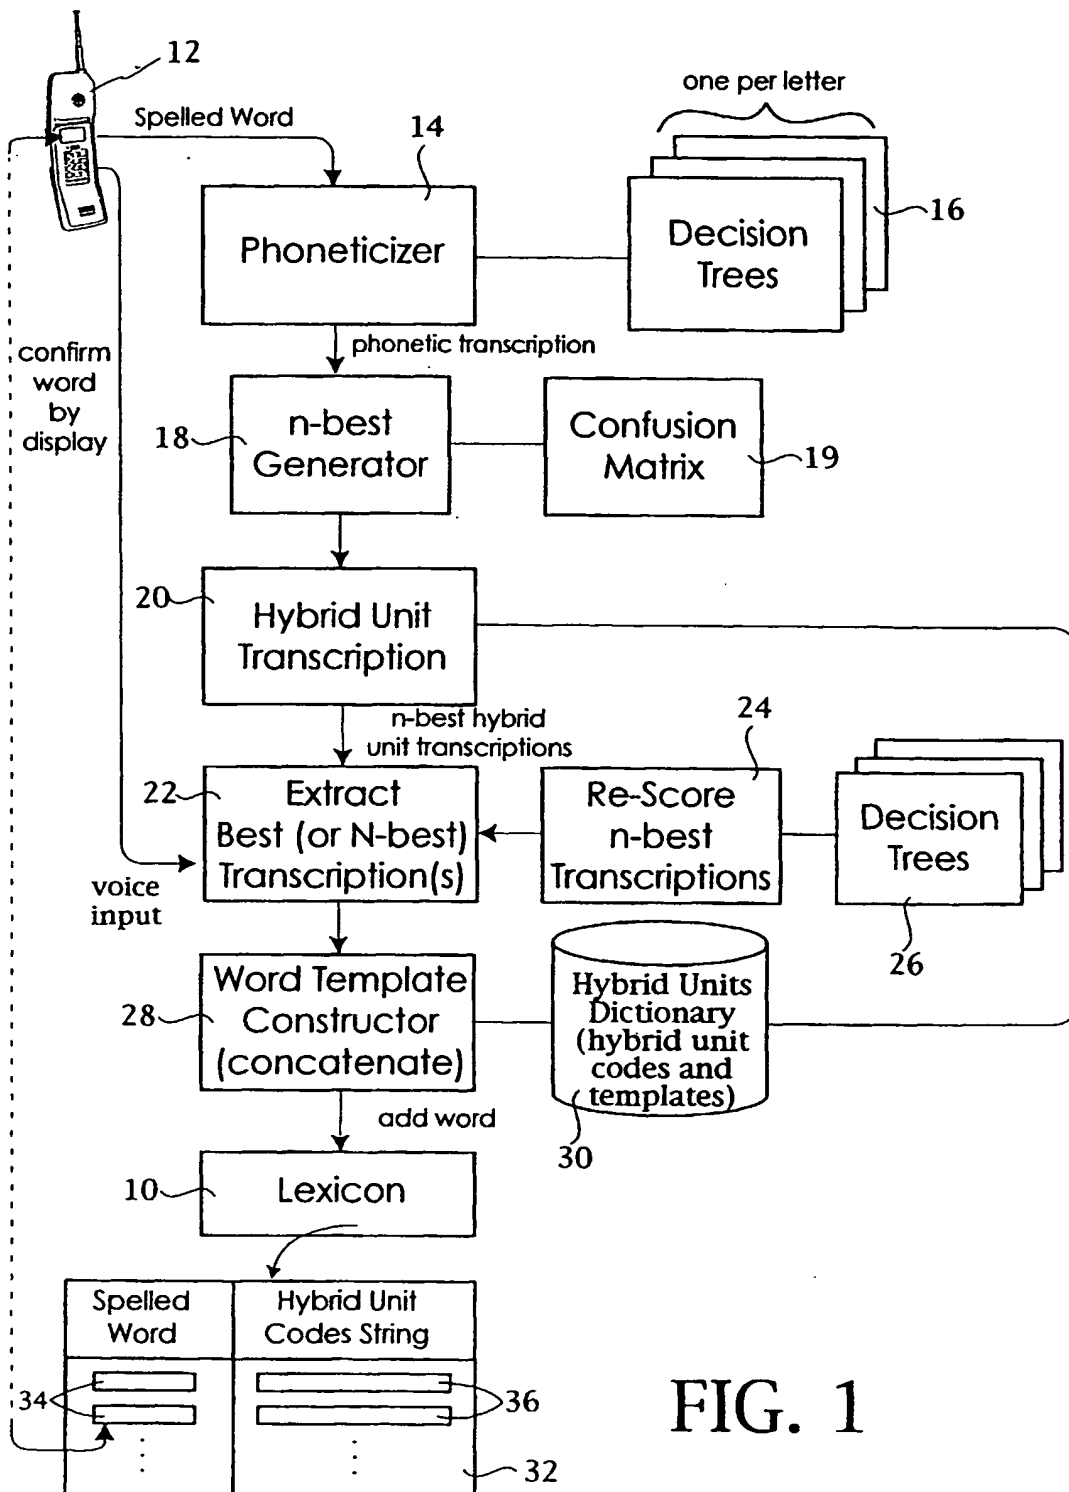 12
one per letter
Spelled Word
14
16
Phoneticizer
Decision
Trees
phonetic transcription
confirm
word
by
display
18
n-best
Generator
Confusion
Matrix
19
20
Hybrid Unit
Transcription
n-best hybrid
unit transcriptions
24
22
Extract
Best (or N-best)
Transcription(s)
Re-Score
n-best
Transcriptions
Decision
Trees
voice
input
26
28
Word Template
Constructor
(concatenate)
Hybrid Units
Dictionary
(hybrid unit
codes and
templates)
add word
30
10
Lexicon
Spelled
Word
Hybrid Unit
Codes String
34
36
32
FIG. 1